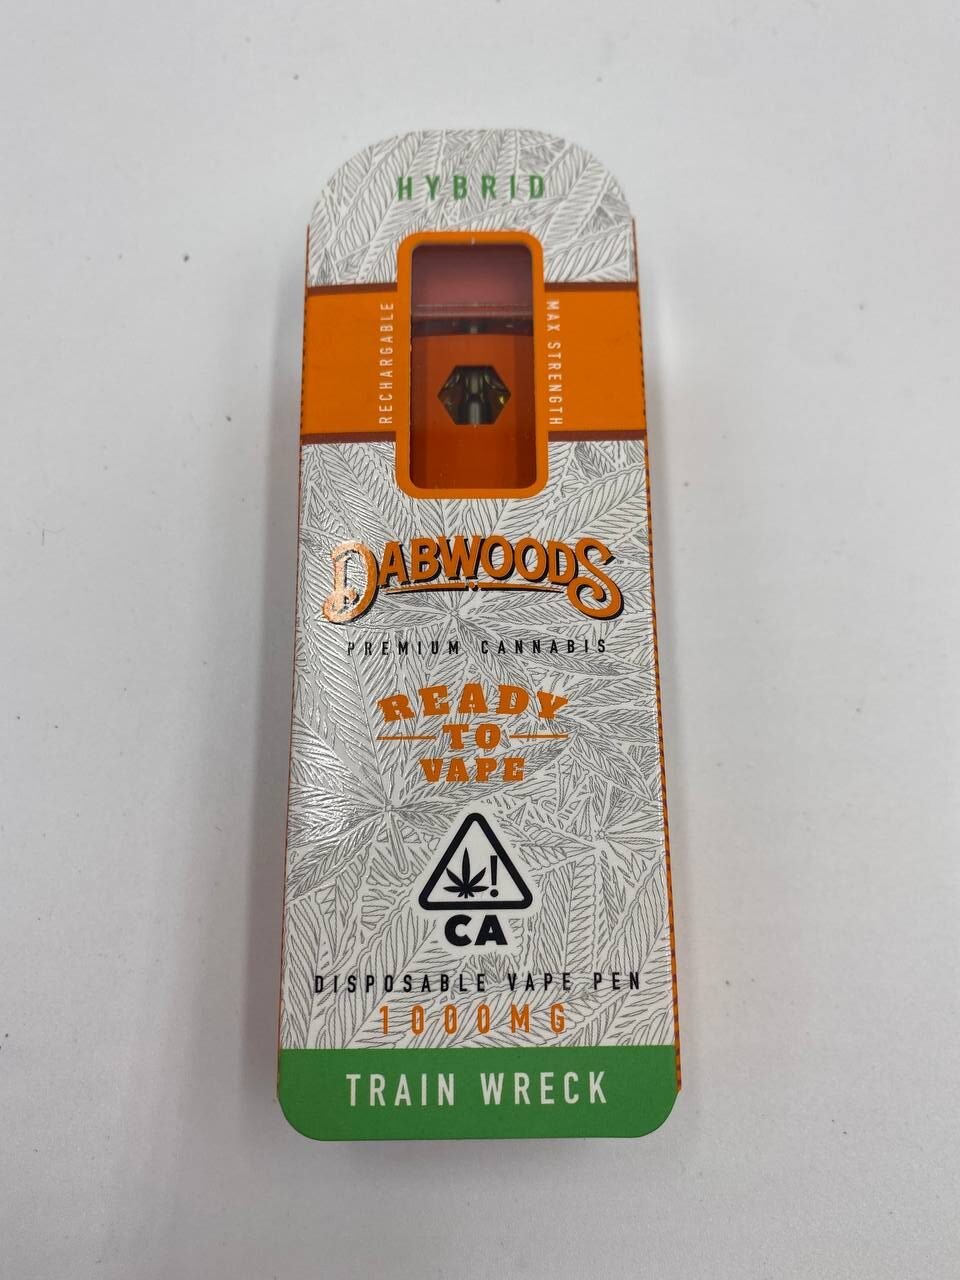 HYBRID
RECHARGABLE
MAX STRENGTH
DABWOODS
PREMIUM CANNABIS
READY
TO
VAPE
!
CA
DISPOSABLE VAPE PEN
1000MG
TRAIN WRECK